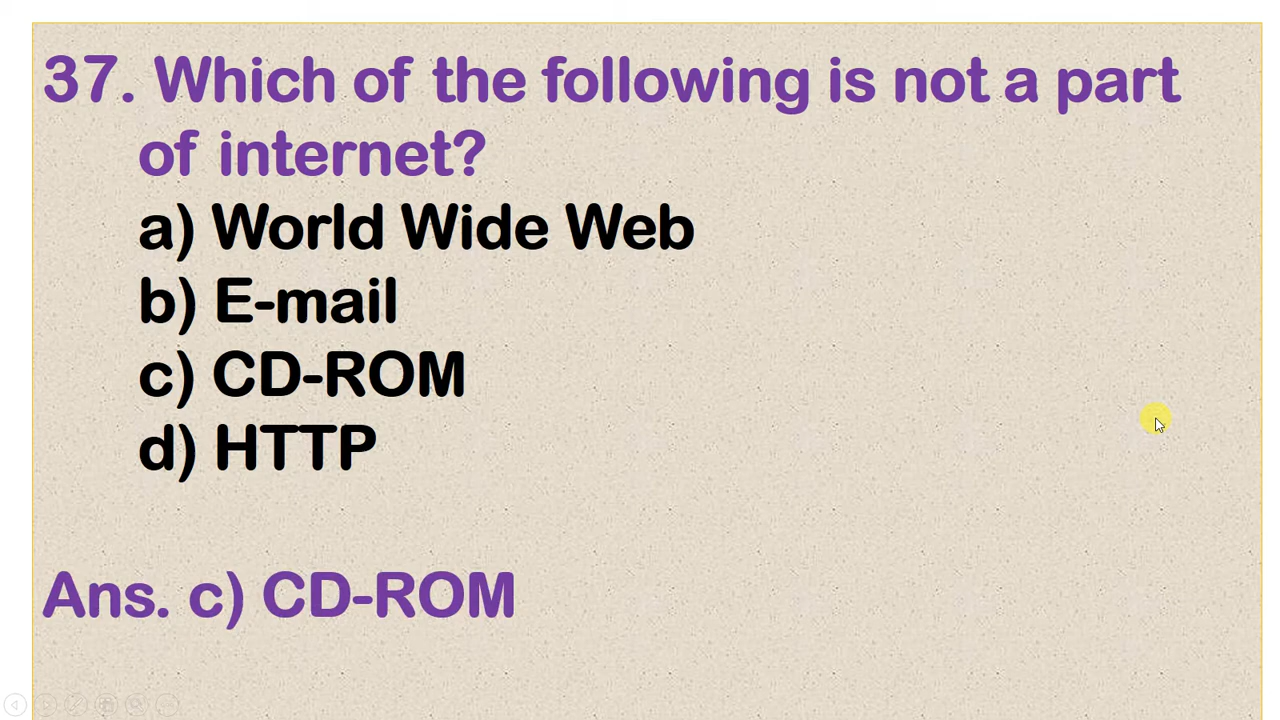 37. Which of the following is not a part
of internet?
a) World Wide Web
b) E-mail
c) CD-ROM
d) HTTP
Ans. c) CD-ROM